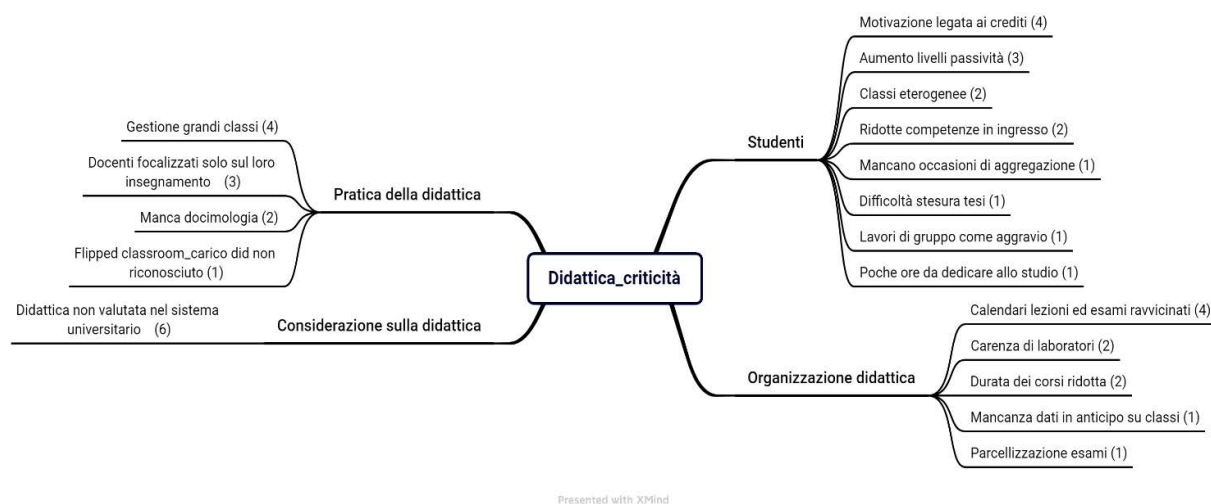 Didattica_criticità
Studenti
Motivazione legata ai crediti (4)
Aumento livelli passività (3)
Classi eterogenee (2)
Ridotte competenze in ingresso (2)
Mancano occasioni di aggregazione (1)
Difficoltà stesura tesi (1)
Lavori di gruppo come aggravio (1)
Poche ore da dedicare allo studio (1)
Organizzazione didattica
Calendari lezioni ed esami ravvicinati (4)
Carenza di laboratori (2)
Durata dei corsi ridotta (2)
Mancanza dati in anticipo su classi (1)
Parcellizzazione esami (1)
Pratica della didattica
Gestione grandi classi (4)
Docenti focalizzati solo sul loro
insegnamento (3)
Manca docimologia (2)
Flipped classroom_carico did non
riconosciuto (1)
Considerazione sulla didattica
Didattica non valutata nel sistema
universitario (6)
Presented with XMind